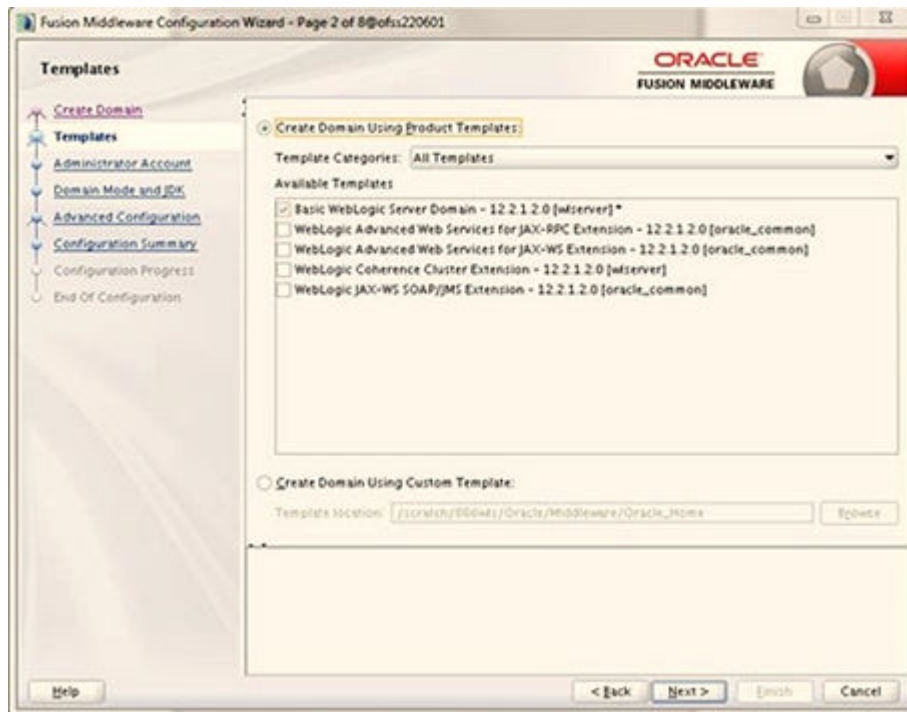 Fusion Middleware Configuration Wizard - Page 2 of 8@ofss220601
Templates
ORACLE
FUSION MIDDLEWARE
Create Domain
Templates
Administrator Account
Domain Mode and JDK
Advanced Configuration
Configuration Summary
Configuration Progress
End Of Configuration
Create Domain Using Product Templates:
Template Categories: All Templates
Available Templates
Basic WebLogic Server Domain - 12.2.1.2.0 [wlserver] *
WebLogic Advanced Web Services for JAX-RPC Extension - 12.2.1.2.0 [oracle_common]
WebLogic Advanced Web Services for JAX-WS Extension - 12.2.1.2.0 [oracle_common]
WebLogic Coherence Cluster Extension - 12.2.1.2.0 [wlserver]
WebLogic JAX-WS SOAP/JMS Extension - 12.2.1.2.0 [oracle_common]
Create Domain Using Custom Template:
Template location:
Browse
Help
< Back
Next >
Finish
Cancel